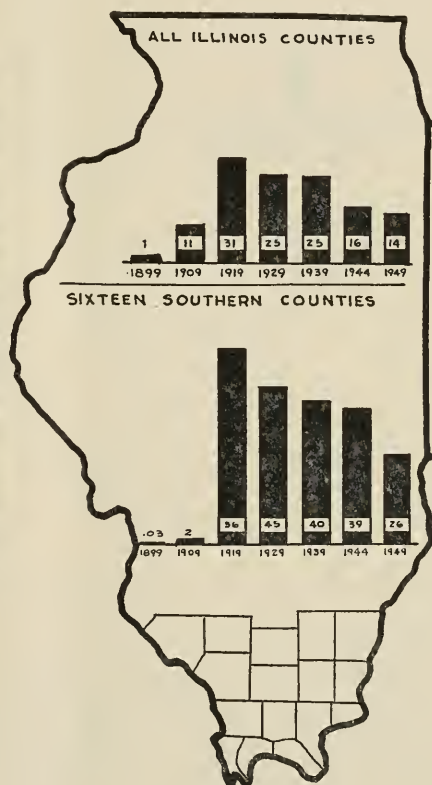 ALL ILLINOIS COUNTIES
1 11 31 25 25 16 14
1899 1909 1919 1929 1939 1944 1949
SIXTEEN SOUTHERN COUNTIES
.03 2 56 45 40 39 26
1899 1909 1919 1929 1939 1944 1949